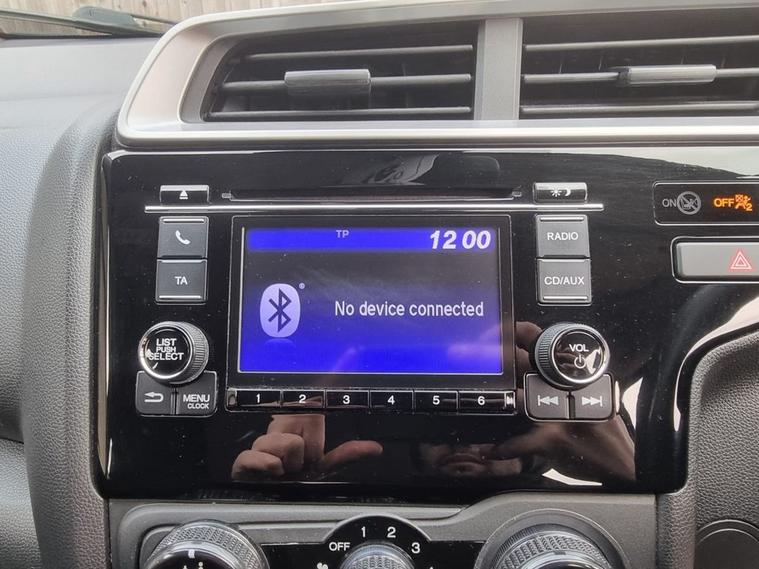 ON OFF 2
TP 12 00
RADIO
TA
CD/AUX
No device connected
LIST
PUSH
SELECT
VOL
MENU
CLOCK
1 2 3 4 5 6
OFF 1 2 3